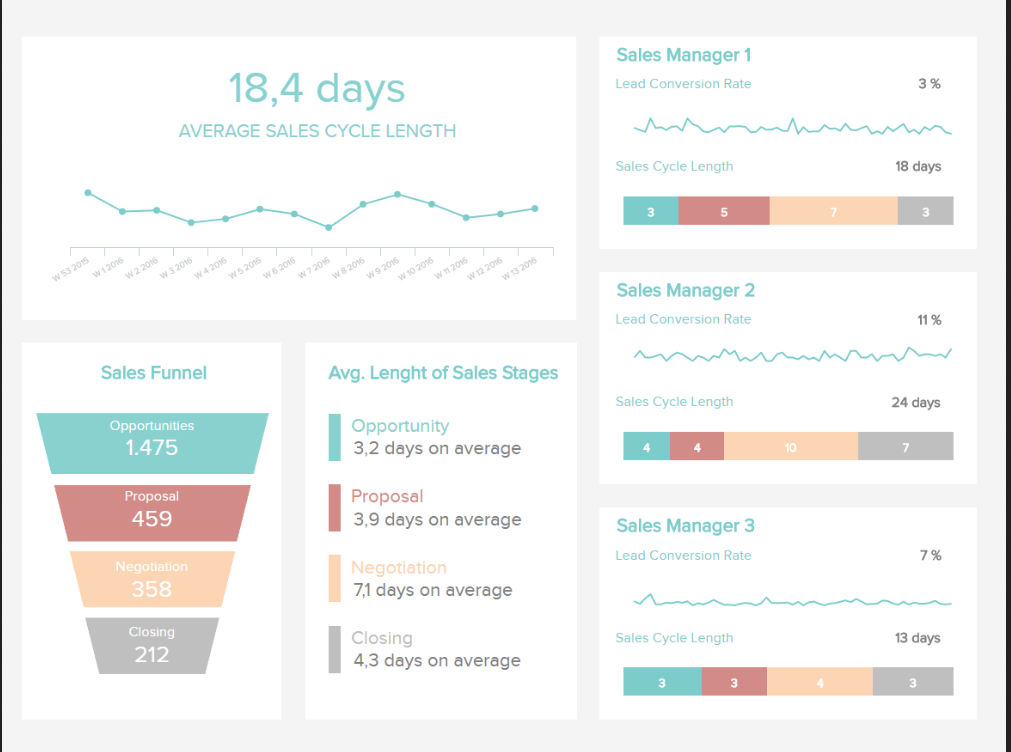 18,4 days
AVERAGE SALES CYCLE LENGTH
W 53 2015
W 1 2016
W 2 2016
W 3 2016
W 4 2016
W 5 2016
W 6 2016
W 7 2016
W 8 2016
W 9 2016
W 10 2016
W 11 2016
W 12 2016
W 13 2016
Sales Funnel
Opportunities
1.475
Proposal
459
Negotiation
358
Closing
212
Avg. Lenght of Sales Stages
Opportunity
3,2 days on average
Proposal
3,9 days on average
Negotiation
7,1 days on average
Closing
4,3 days on average
Sales Manager 1
Lead Conversion Rate 3 %
Sales Cycle Length 18 days
3 5 7 3
Sales Manager 2
Lead Conversion Rate 11 %
Sales Cycle Length 24 days
4 4 10 7
Sales Manager 3
Lead Conversion Rate 7 %
Sales Cycle Length 13 days
3 3 4 3